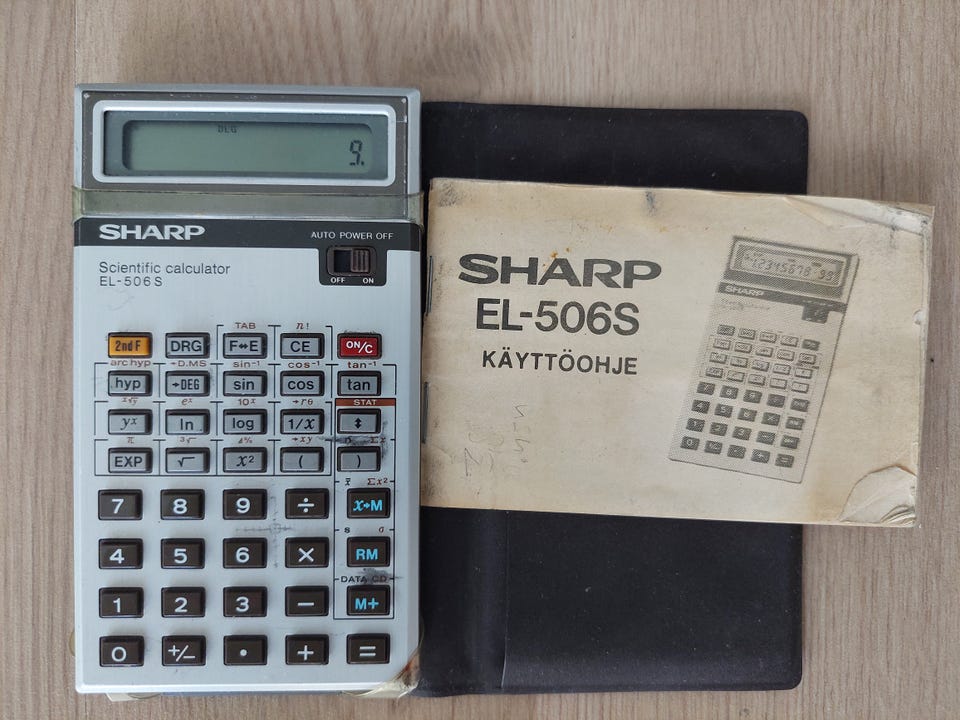 DEG
9.
SHARP
AUTO POWER OFF
OFF ON
Scientific calculator
EL-506S
TAB n!
2ndF DRG F↔E CE ON/C
arc hyp →D.MS sin⁻¹ cos⁻¹ tan⁻¹
hyp →DEG sin cos tan
ˣ√y eˣ 10ˣ →rθ STAT
yˣ ln log 1/x ↕
π ³√ Δ% →xy n Σx
EXP √ x² ( )
x̄ Σx²
7 8 9 ÷ x→M
s σ
4 5 6 × RM
DATA CD
1 2 3 − M+
0 +/− • + =
SHARP
EL-506S
KÄYTTÖOHJE
SHARP